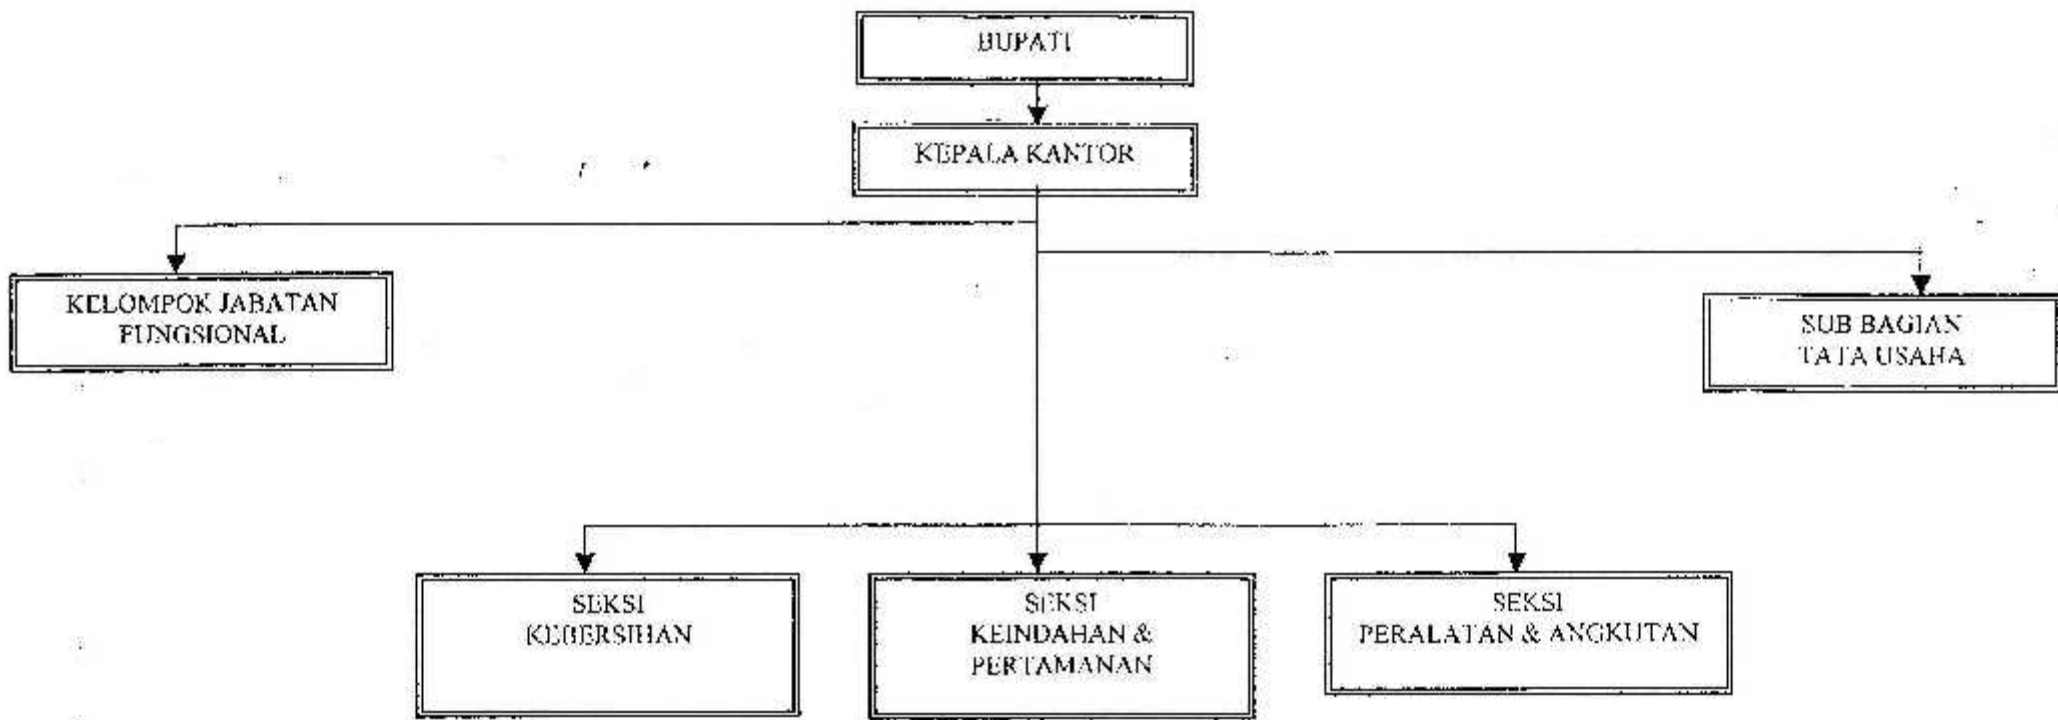 BUPATI
KEPALA KANTOR
KELOMPOK JABATAN
FUNGSIONAL
SUB BAGIAN
TATA USAHA
SEKSI
KEBERSIHAN
SEKSI
KEINDAHAN &
PERTAMANAN
SEKSI
PERALATAN & ANGKUTAN